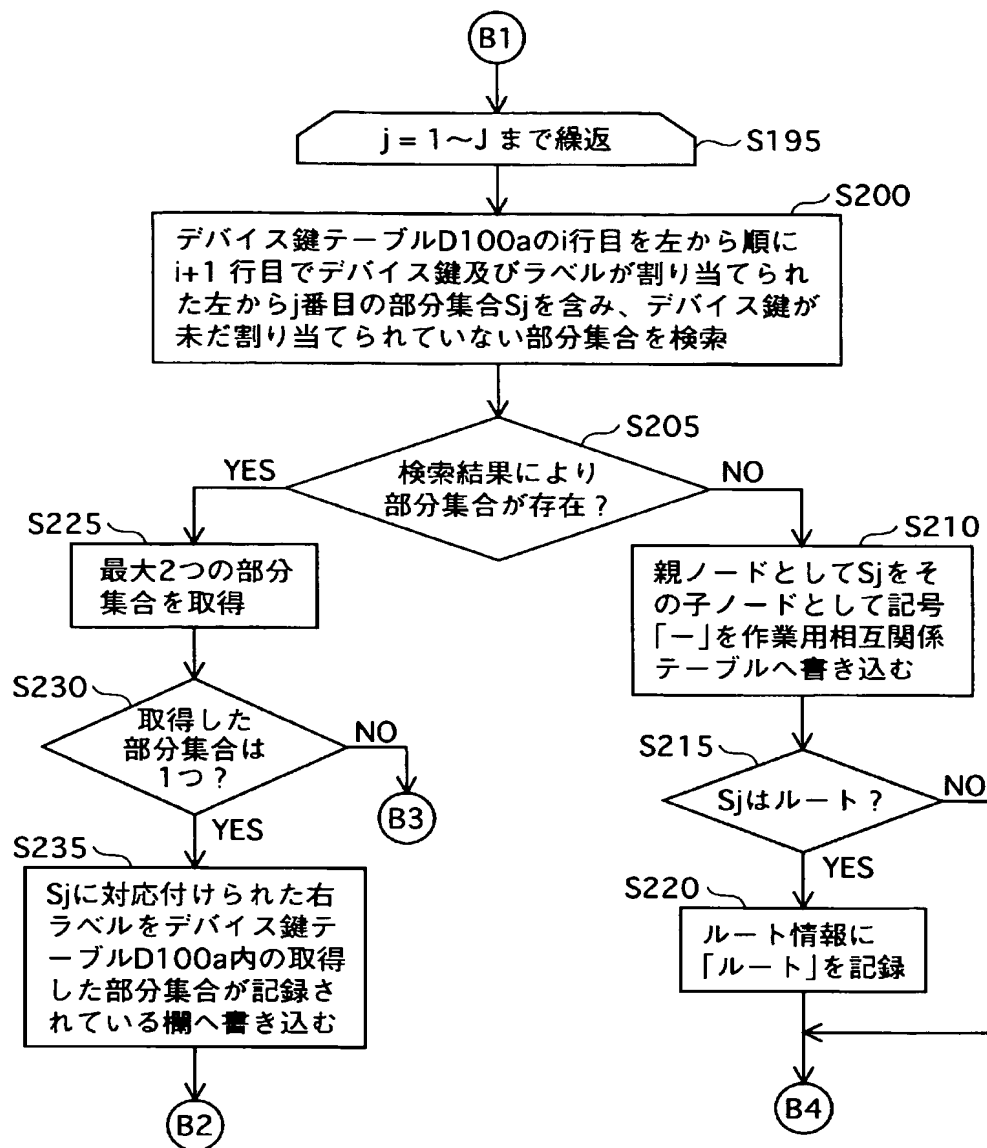 B1
j = 1～J まで繰返
S195
S200
デバイス鍵テーブルD100aのi行目を左から順に
i+1 行目でデバイス鍵及びラベルが割り当てられ
た左からj番目の部分集合Sjを含み、デバイス鍵が
未だ割り当てられていない部分集合を検索
S205
検索結果により
部分集合が存在？
YES
NO
S225
最大2つの部分
集合を取得
S230
取得した
部分集合は
1つ？
NO
B3
YES
S235
Sjに対応付けられた右
ラベルをデバイス鍵テ
ーブルD100a内の取得
した部分集合が記録さ
れている欄へ書き込む
B2
S210
親ノードとしてSjをそ
の子ノードとして記号
「－」を作業用相互関係
テーブルへ書き込む
S215
Sjはルート？
NO
YES
S220
ルート情報に
「ルート」を記録
B4